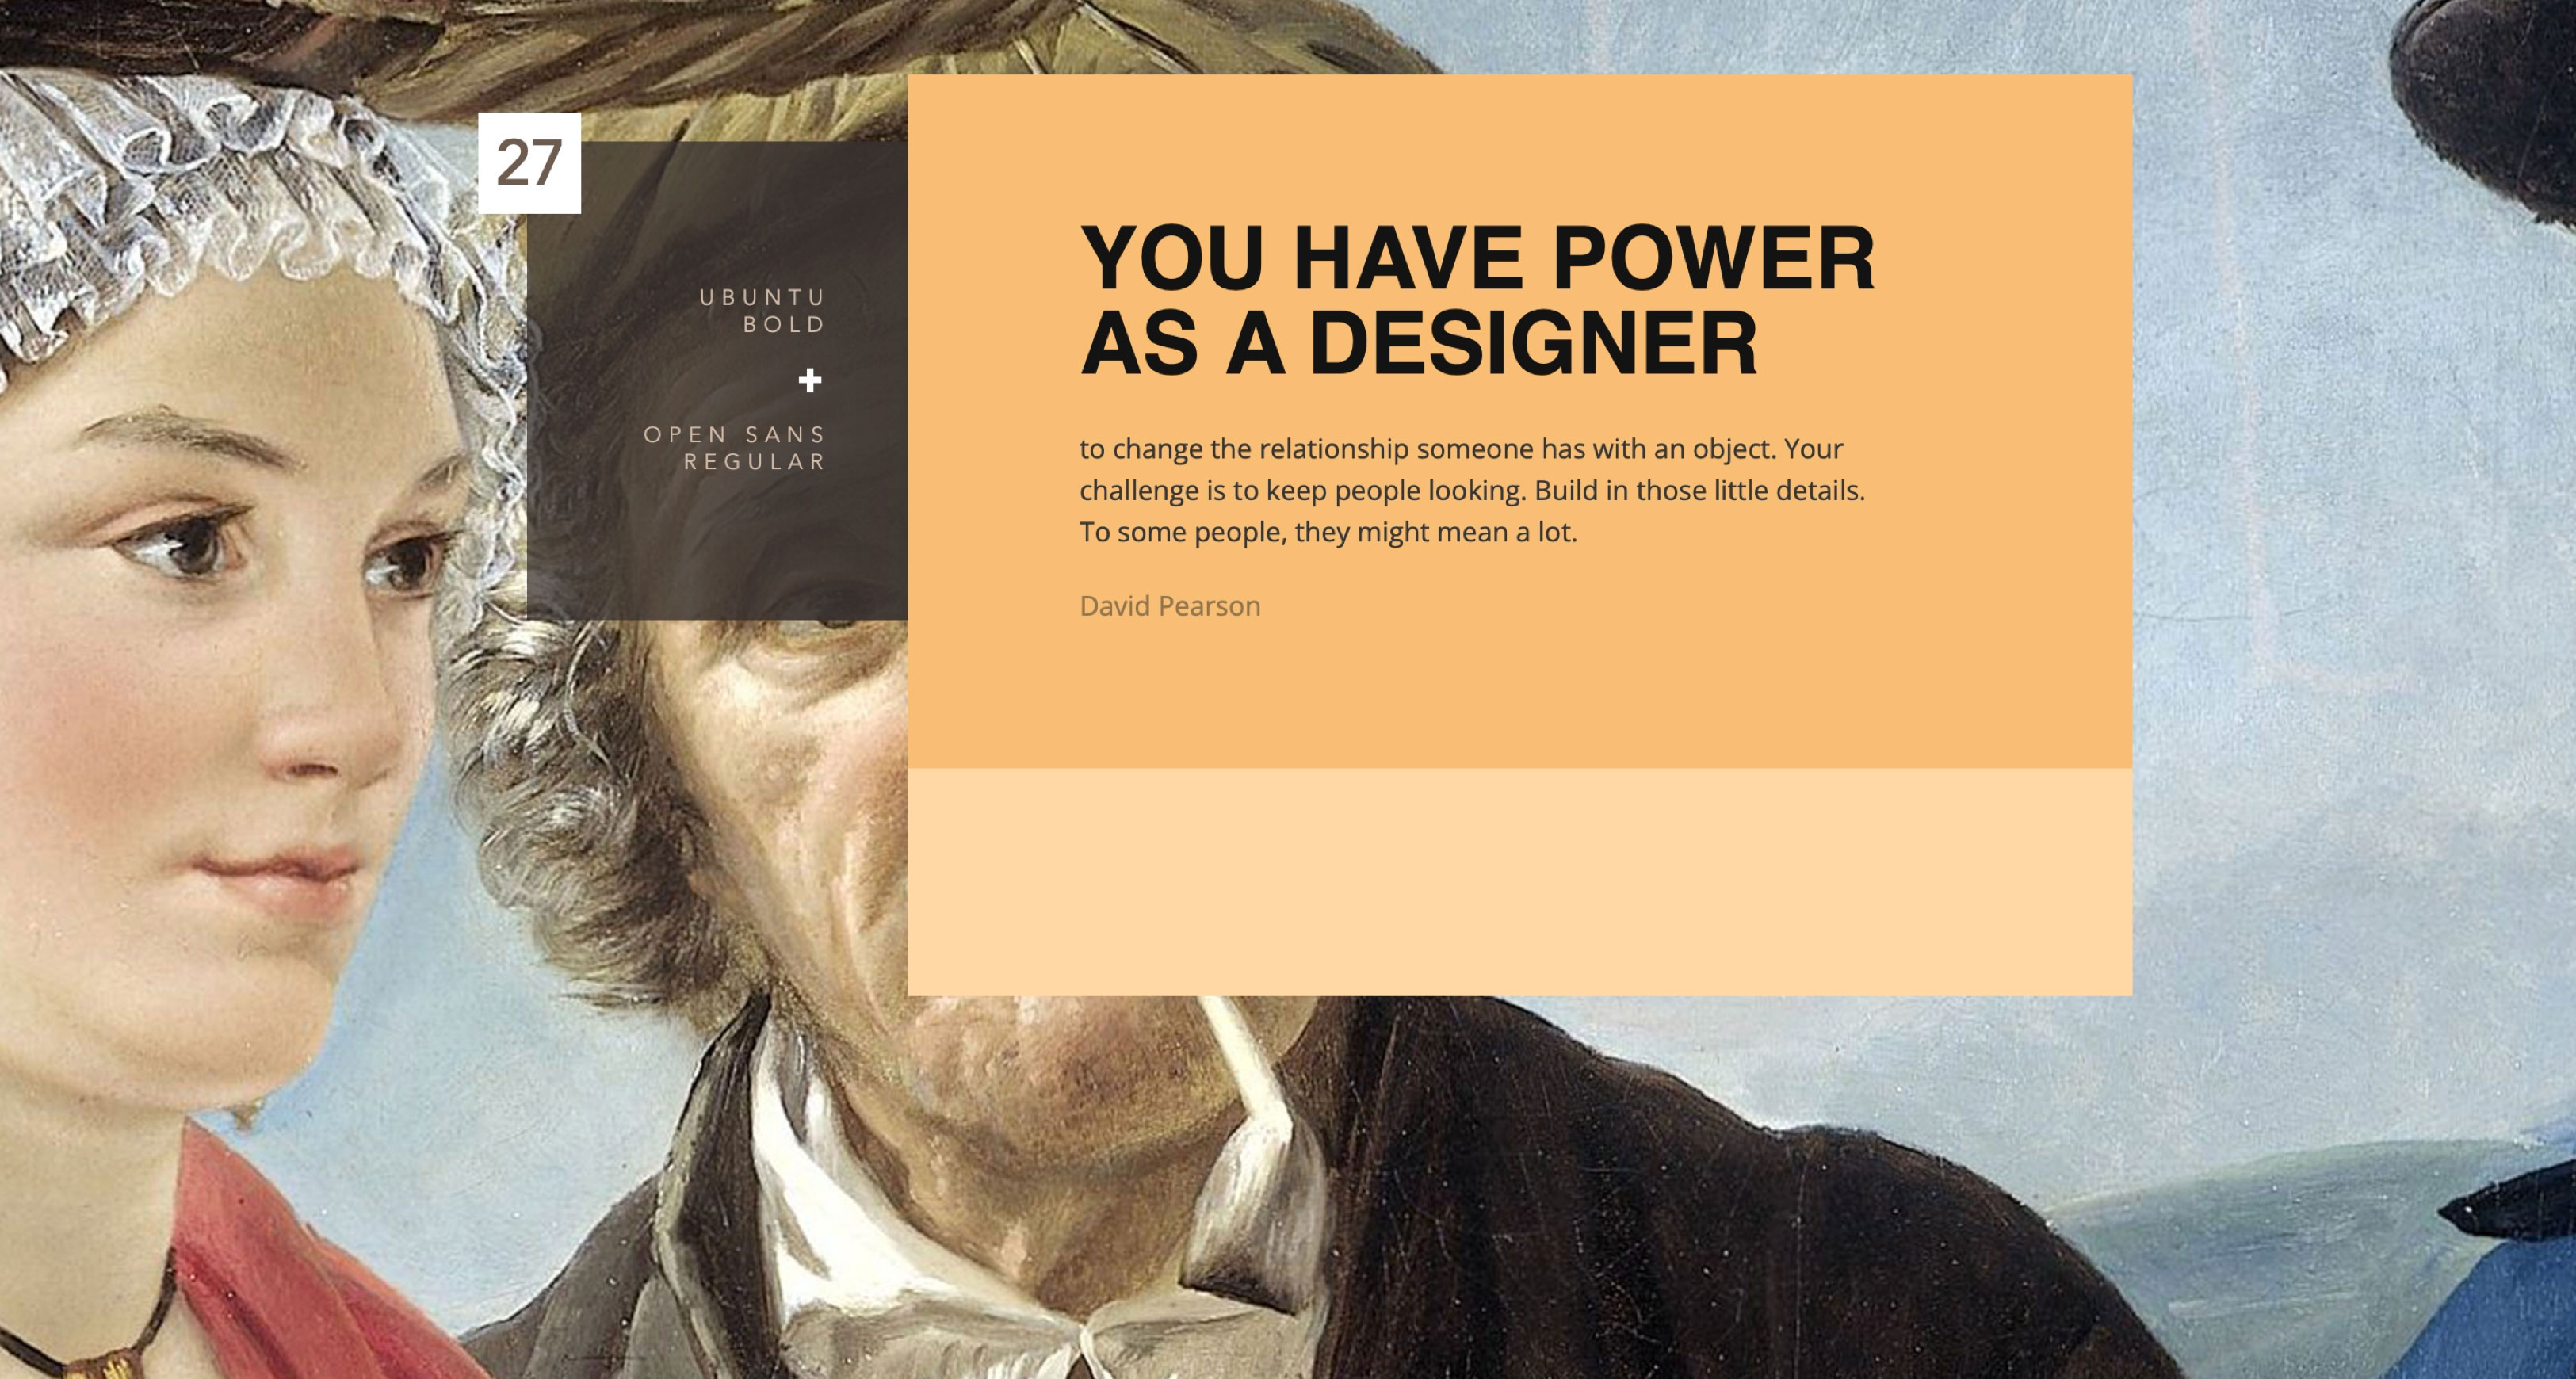 27
UBUNTU
BOLD
+
OPEN SANS
REGULAR
YOU HAVE POWER
AS A DESIGNER
to change the relationship someone has with an object. Your
challenge is to keep people looking. Build in those little details.
To some people, they might mean a lot.
David Pearson